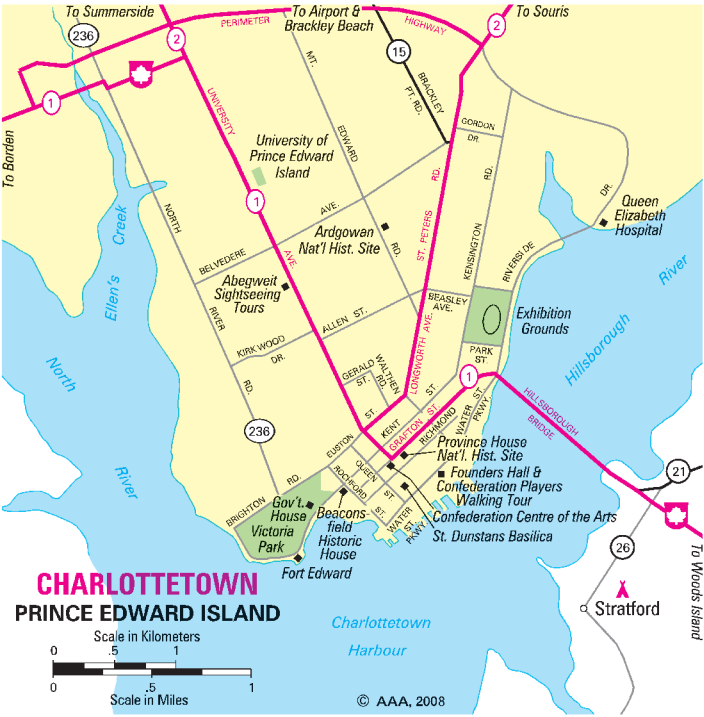 To Summerside
To Airport &
Brackley Beach
To Souris
PERIMETER
HIGHWAY
236
2
2
15
1
MT.
EDWARD
RD.
BRACKLEY
PT. RD.
To Borden
UNIVERSITY
AVE.
GORDON
DR.
University of
Prince Edward
Island
1
NORTH
RIVER
RD.
Ellen's
Creek
BELVEDERE
AVE.
Ardgowan
Nat'l Hist. Site
ST. PETERS
RD.
KENSINGTON
RD.
RIVERSIDE
DR.
Queen
Elizabeth
Hospital
Abegweit
Sightseeing
Tours
BEASLEY
AVE.
Exhibition
Grounds
Hillsborough
River
KIRKWOOD
DR.
ALLEN ST.
LONGWORTH AVE.
PARK
ST.
North
River
GERALD
ST.
WALTHEN
RD.
1
HILLSBOROUGH
BRIDGE
236
EUSTON
ST.
KENT
ST.
GRAFTON ST.
RICHMOND
ST.
WATER
PKWY.
Province House
Nat'l. Hist. Site
Founders Hall &
Confederation Players
Walking Tour
Confederation Centre of the Arts
St. Dunstans Basilica
BRIGHTON
RD.
QUEEN
ST.
ROCHFORD
ST.
WATER
ST.
PKWY.
Gov't.
House
Victoria
Park
Beacons-
field
Historic
House
Fort Edward
21
26
Stratford
To Woods Island
CHARLOTTETOWN
PRINCE EDWARD ISLAND
Scale in Kilometers
0 .5 1
0 .5 1
Scale in Miles
Charlottetown
Harbour
© AAA, 2008